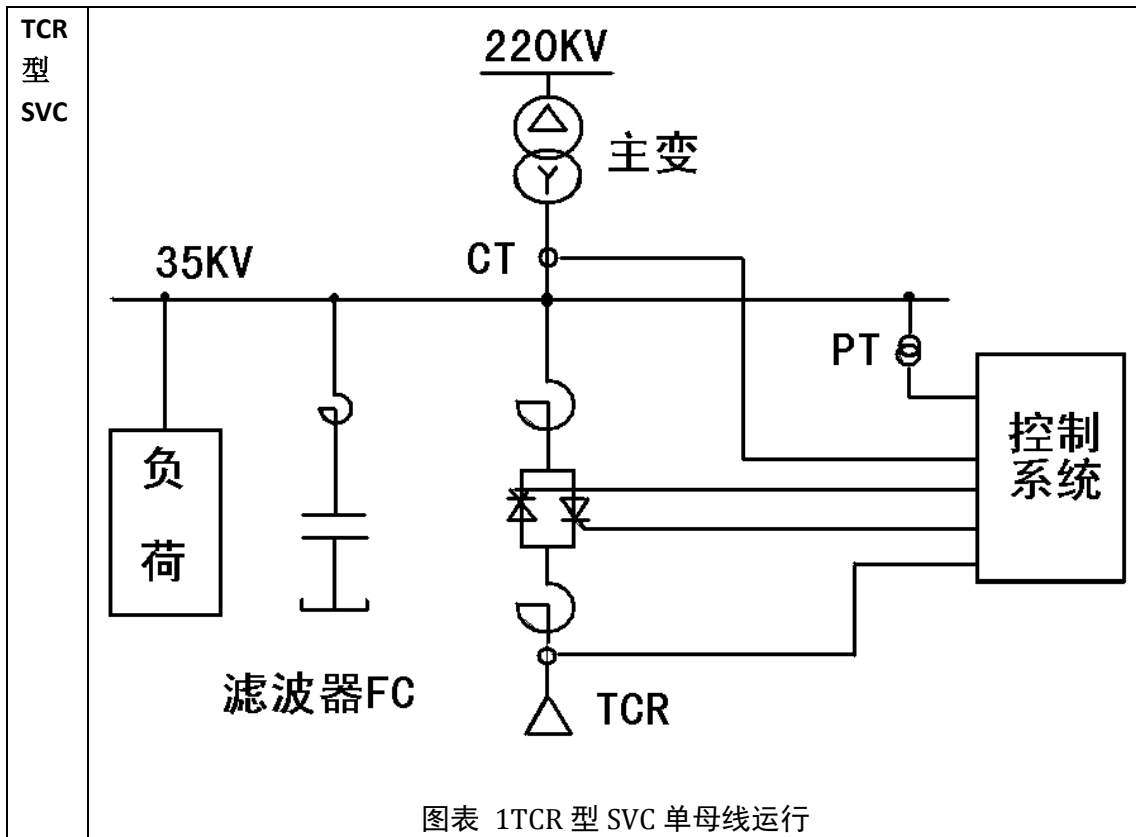 TCR
型
SVC
220KV
主变
CT
35KV
PT
控制
系统
负
荷
滤波器FC
TCR
图表 1TCR 型 SVC 单母线运行